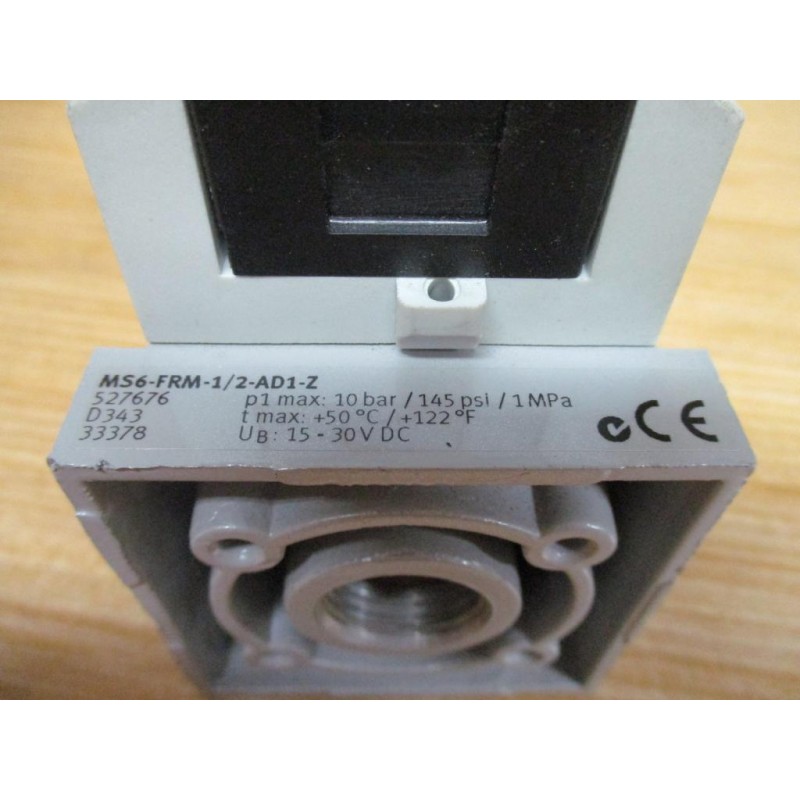 MS6-FRM-1/2-AD1-Z
527676 p1 max: 10 bar / 145 psi / 1 MPa
D343 t max: +50 °C / +122 °F
33378 UB: 15 - 30 V DC
CE